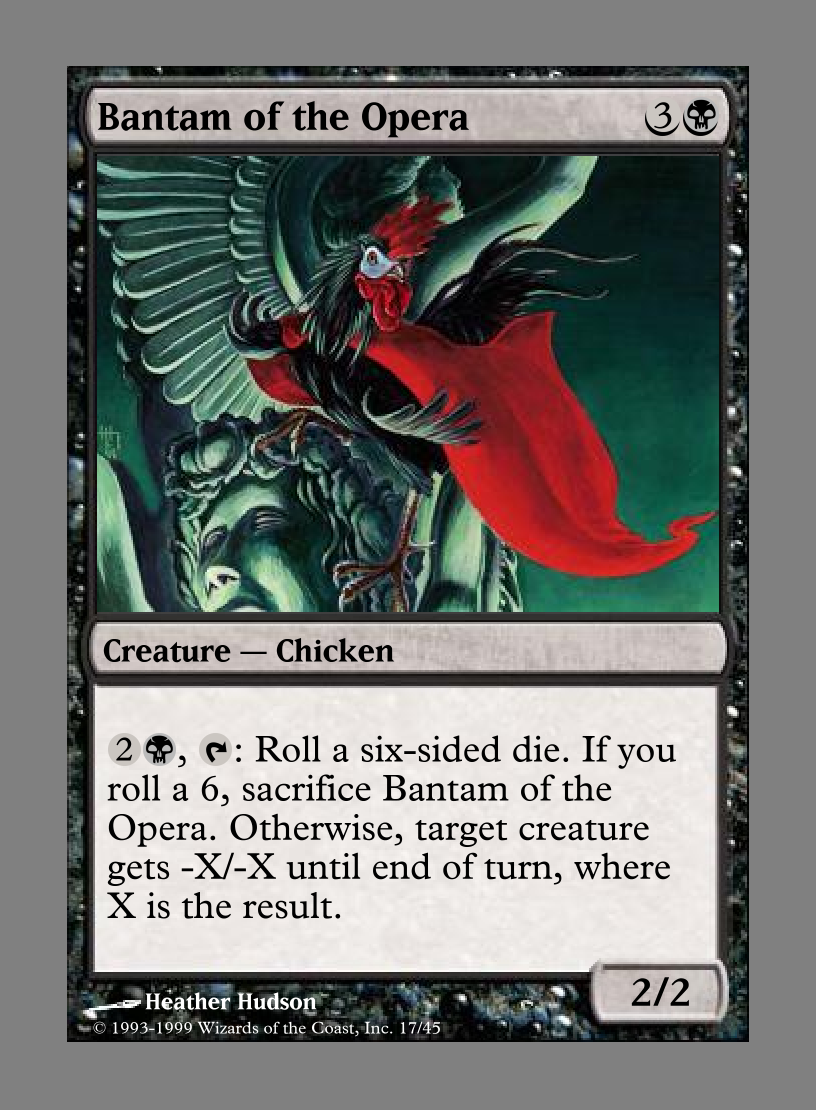 Bantam of the Opera 3
Creature — Chicken
2, : Roll a six-sided die. If you
roll a 6, sacrifice Bantam of the
Opera. Otherwise, target creature
gets -X/-X until end of turn, where
X is the result.
2/2
Heather Hudson
© 1993-1999 Wizards of the Coast, Inc. 17/45